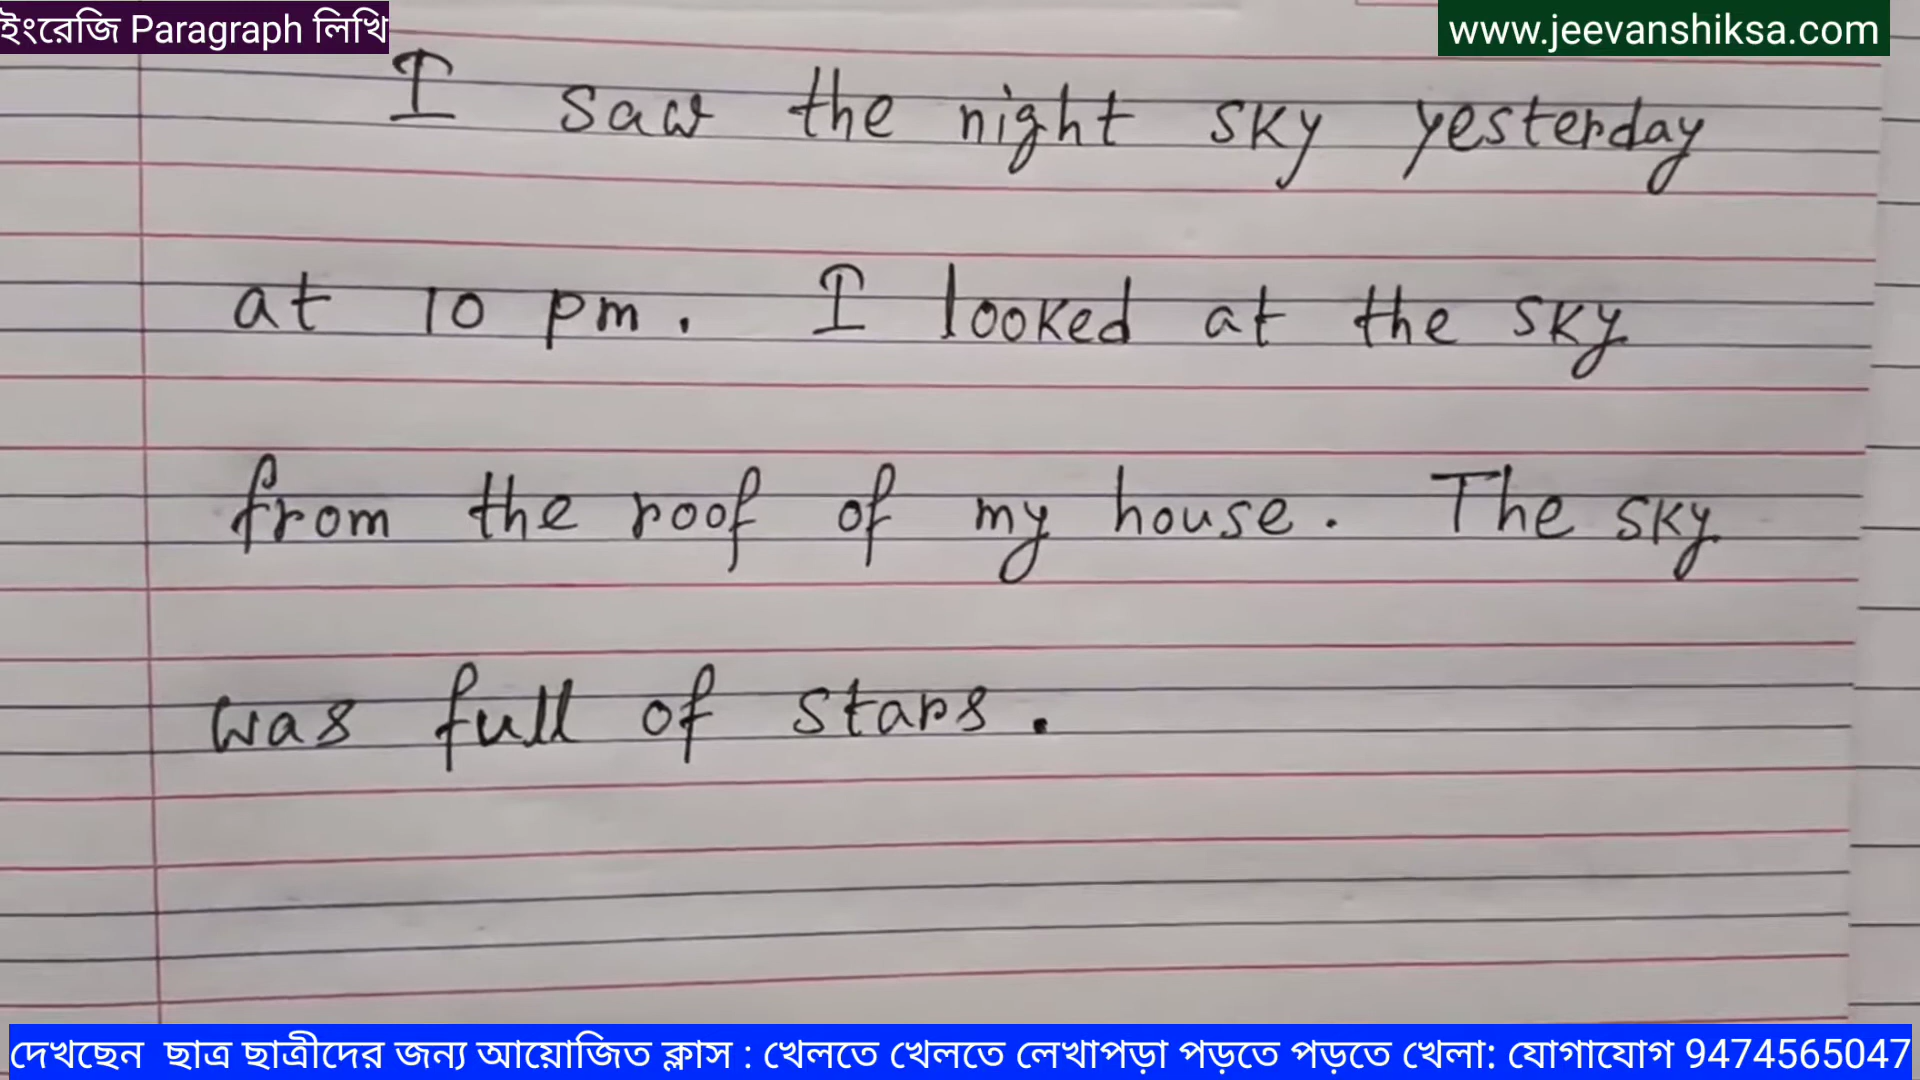 ইংরেজি Paragraph লিখি
www.jeevanshiksa.com
I saw the night sky yesterday
at 10 pm. I looked at the sky
from the roof of my house. The sky
was full of stars.
দেখছেন ছাত্র ছাত্রীদের জন্য আয়োজিত ক্লাস : খেলতে খেলতে লেখাপড়া পড়তে পড়তে খেলা: যোগাযোগ 9474565047